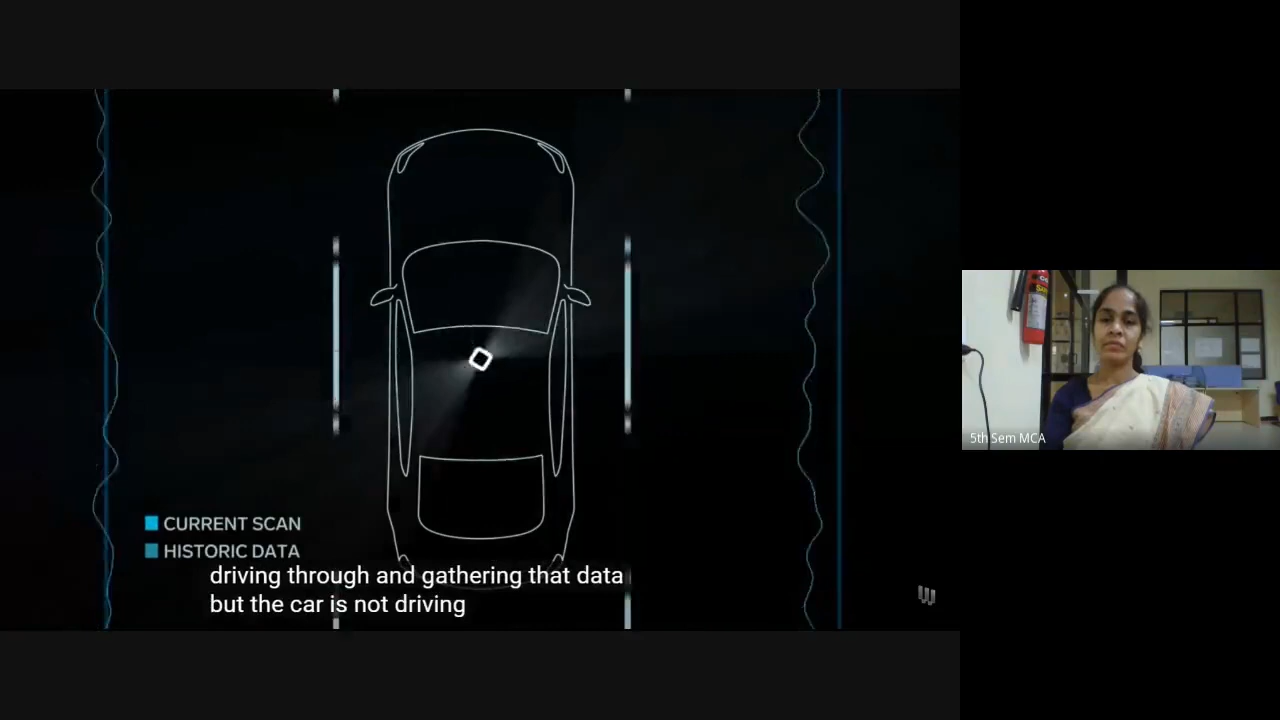 CURRENT SCAN
HISTORIC DATA
driving through and gathering that data
but the car is not driving
5th Sem MCA